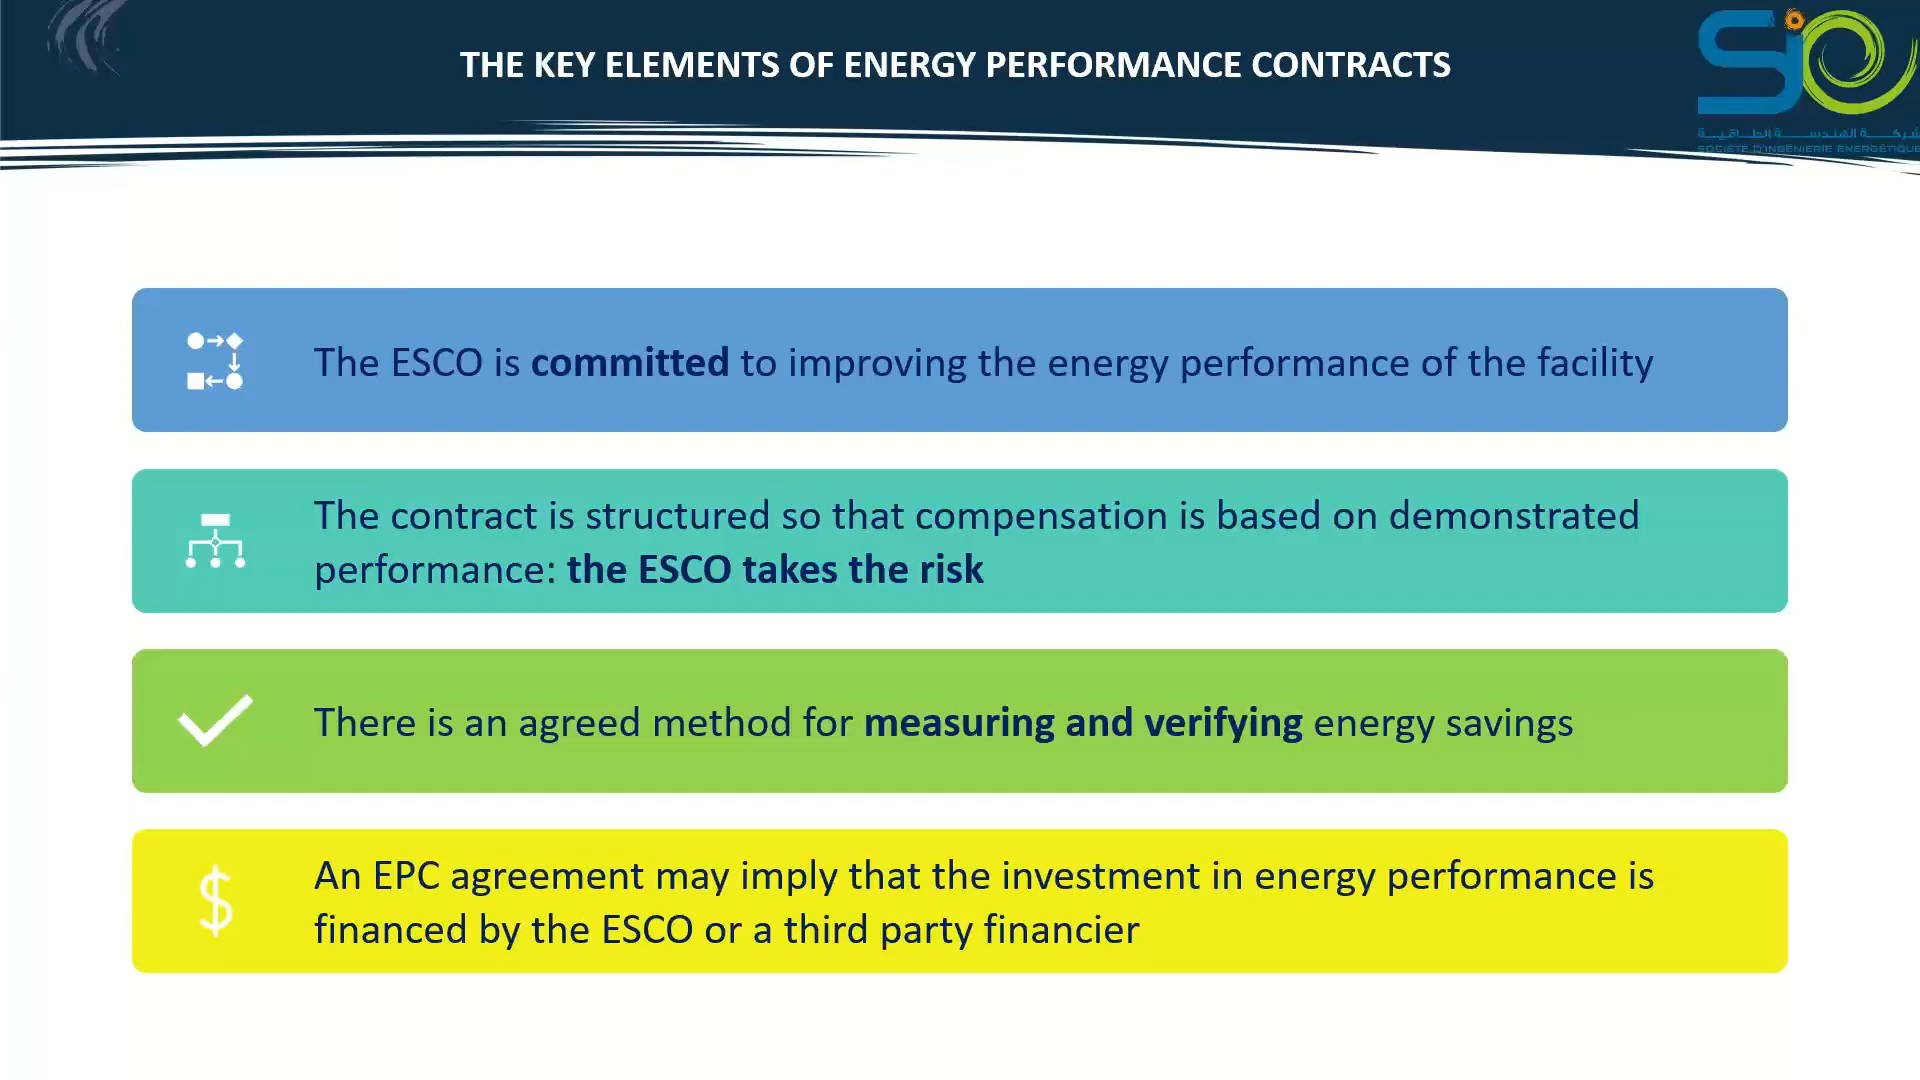 THE KEY ELEMENTS OF ENERGY PERFORMANCE CONTRACTS
شركة الهندسة الطاقية
SOCIÉTÉ D'INGÉNIERIE ÉNERGÉTIQUE
The ESCO is committed to improving the energy performance of the facility
The contract is structured so that compensation is based on demonstrated
performance: the ESCO takes the risk
There is an agreed method for measuring and verifying energy savings
An EPC agreement may imply that the investment in energy performance is
financed by the ESCO or a third party financier